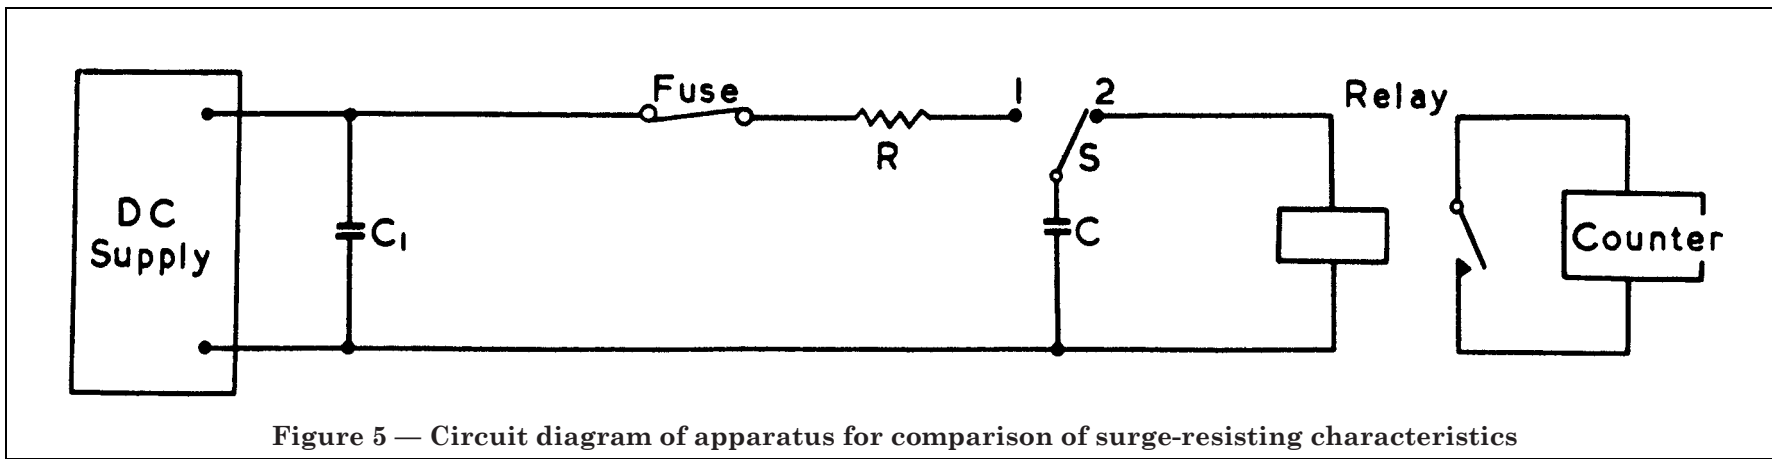 Fuse
1
2
Relay
R
S
DC
Supply
C₁
C
Counter
Figure 5 — Circuit diagram of apparatus for comparison of surge-resisting characteristics